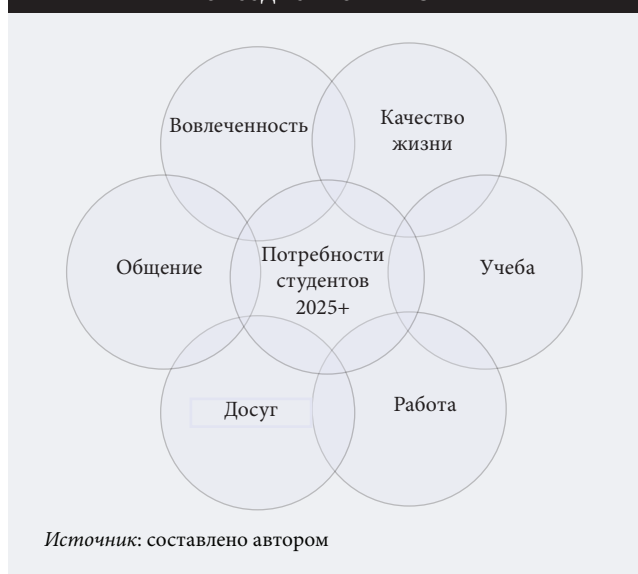 Вовлеченность
Качество
жизни
Общение
Потребности
студентов
2025+
Учеба
Досуг
Работа
Источник: составлено автором